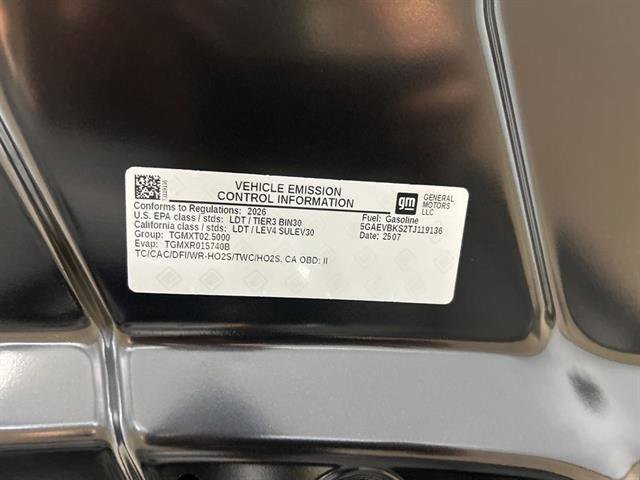 VEHICLE EMISSION
CONTROL INFORMATION
gm
GENERAL
MOTORS
LLC
Conforms to Regulations: 2026
U.S. EPA class / stds: LDT / TIER3 BIN30
California class / stds: LDT / LEV4 SULEV30
Group: TGMXT02.5000
Evap: TGMXR015740B
TC/CAC/DFI/WR-HO2S/TWC/HO2S, CA OBD: II
Fuel: Gasoline
5GAEVBKS2TJ119136
Date: 2507
TJ119136